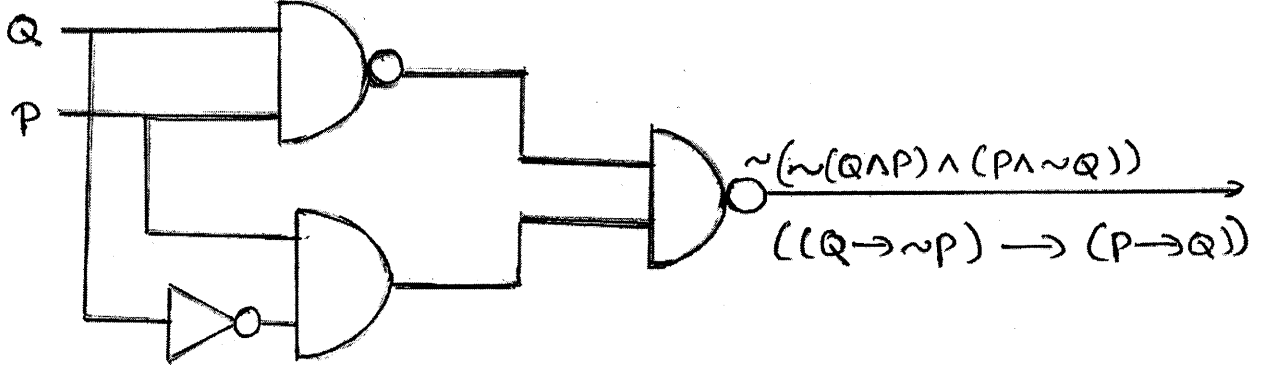 Q
P
~(~(Q∧P) ∧ (P∧~Q))
((Q→~P) → (P→Q))